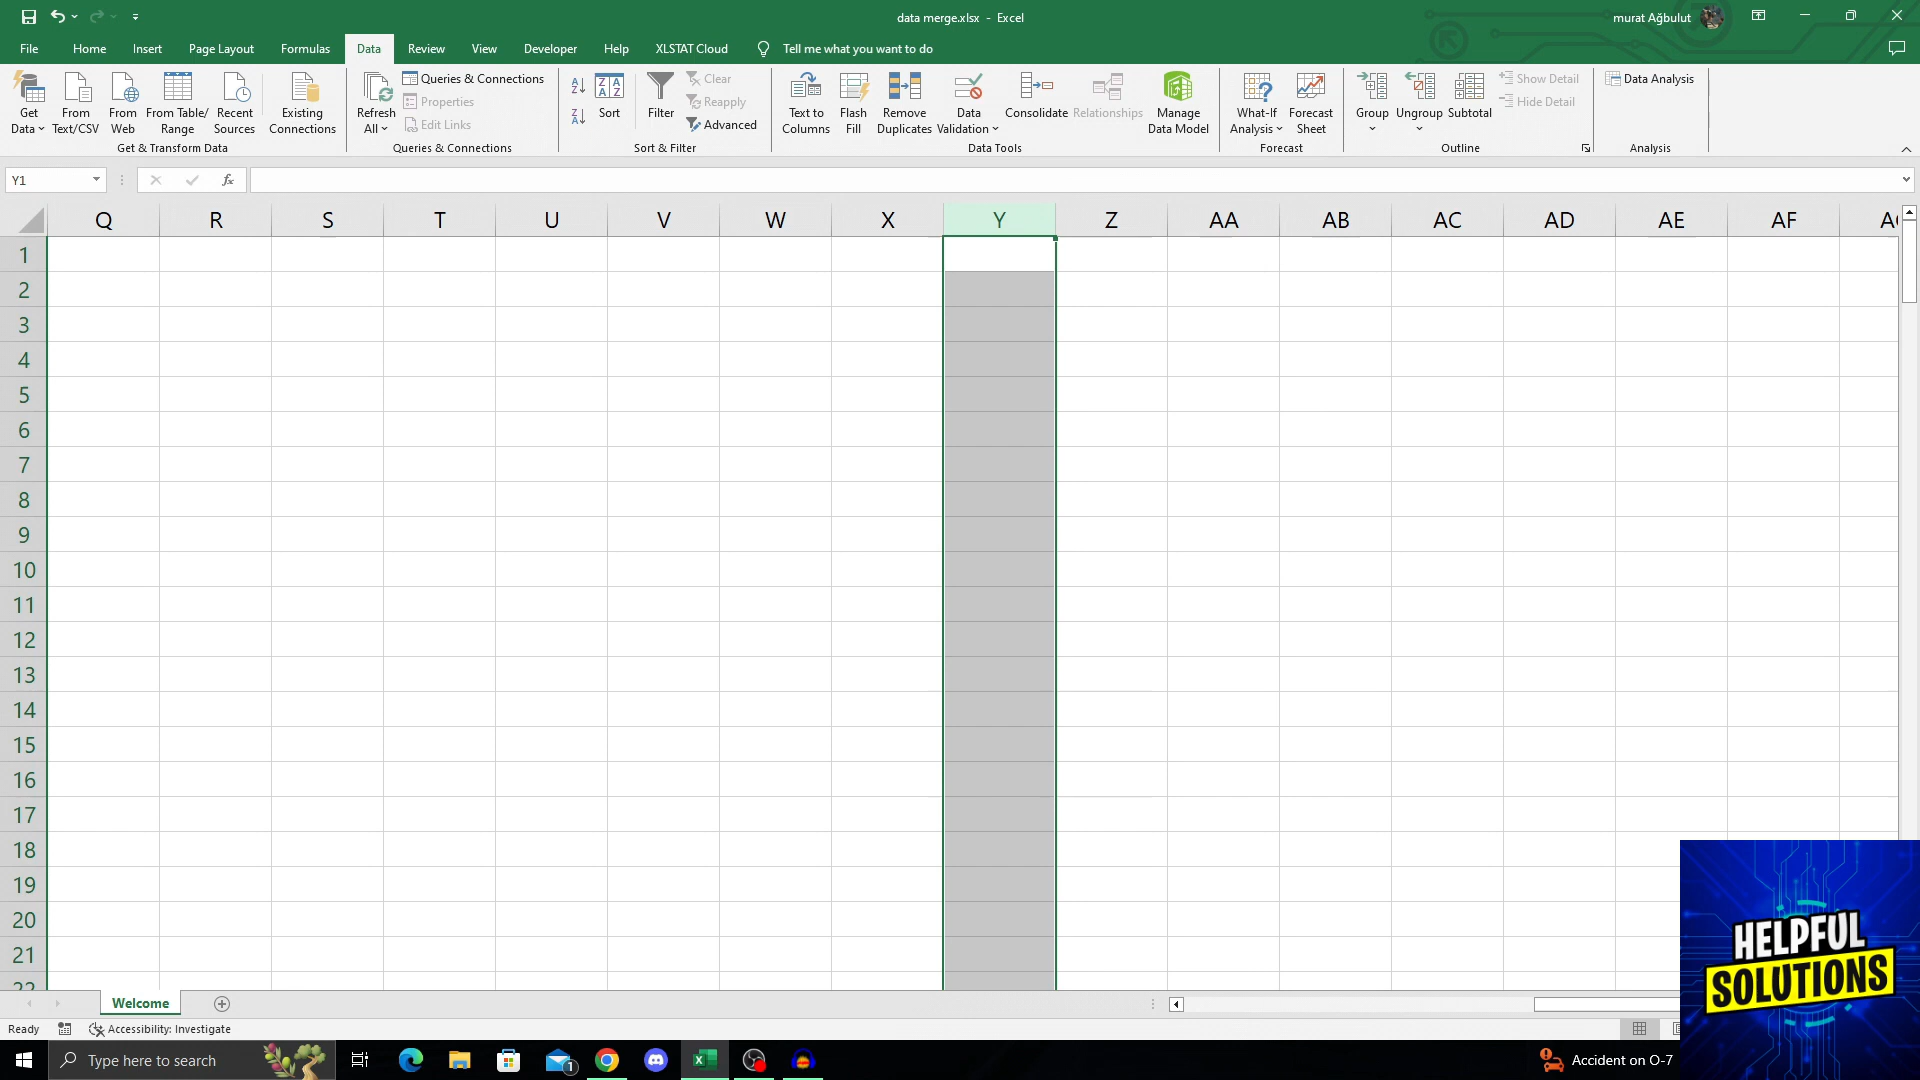 data merge.xlsx - Excel
murat Ağbulut
File Home Insert Page Layout Formulas Data Review View Developer Help XLSTAT Cloud Tell me what you want to do
Get Data
From Text/CSV
From Web
From Table/ Range
Recent Sources
Existing Connections
Get & Transform Data
Refresh All
Queries & Connections
Properties
Edit Links
Queries & Connections
Sort
Filter
Clear
Reapply
Advanced
Sort & Filter
Text to Columns
Flash Fill
Remove Duplicates
Data Validation
Consolidate
Relationships
Manage Data Model
Data Tools
What-If Analysis
Forecast Sheet
Forecast
Group
Ungroup
Subtotal
Show Detail
Hide Detail
Outline
Data Analysis
Analysis
Y1
fx
Q R S T U V W X Y Z AA AB AC AD AE AF
1
2
3
4
5
6
7
8
9
10
11
12
13
14
15
16
17
18
19
20
21
22
Welcome
Ready
Accessibility: Investigate
Type here to search
1
Accident on O-7
HELPFUL
SOLUTIONS